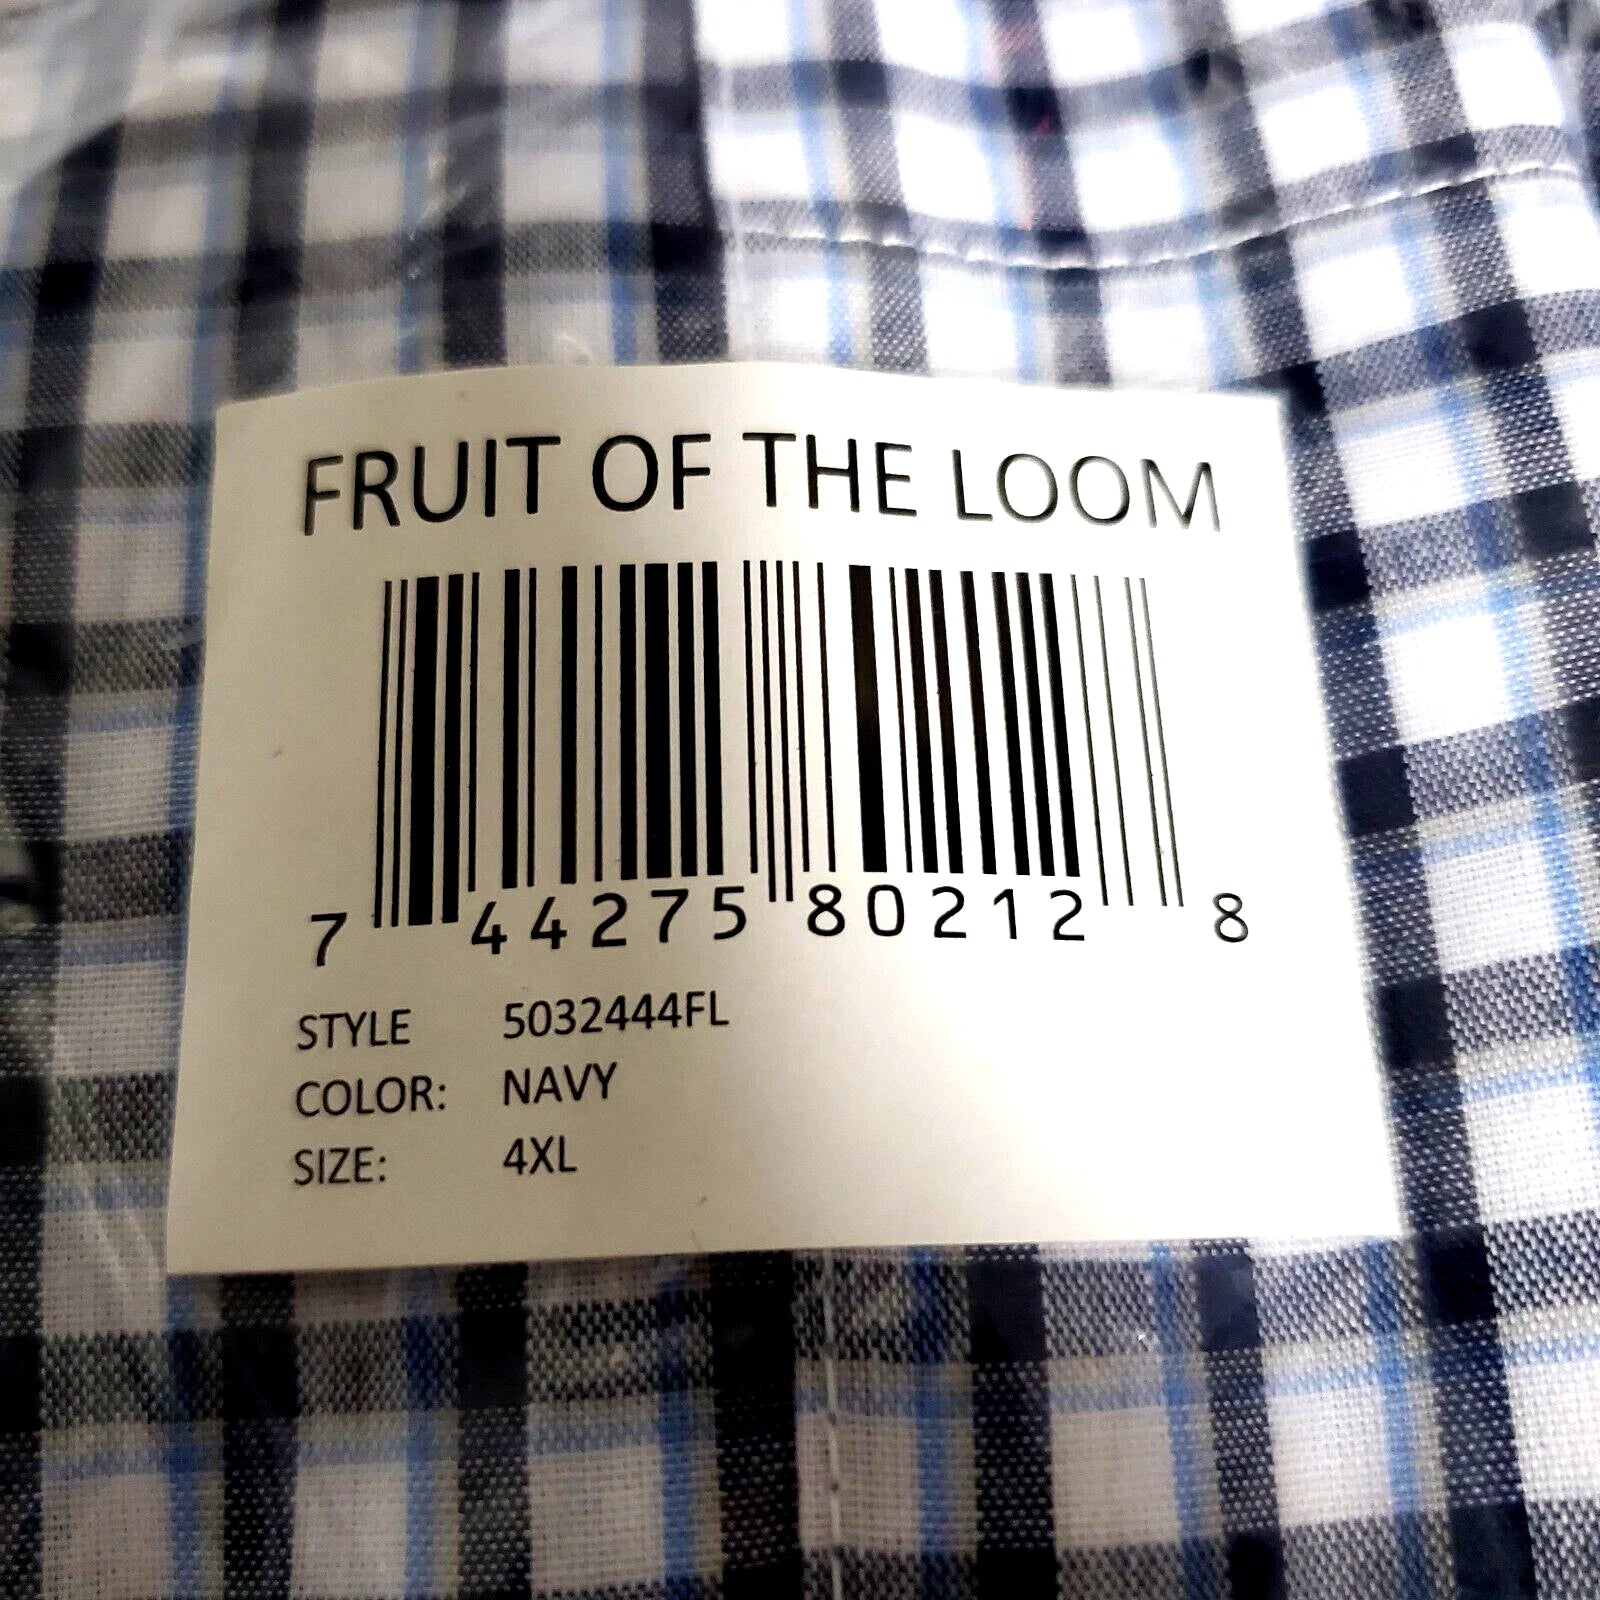 FRUIT OF THE LOOM
7 44275 80212 8
STYLE 5032444FL
COLOR: NAVY
SIZE: 4XL